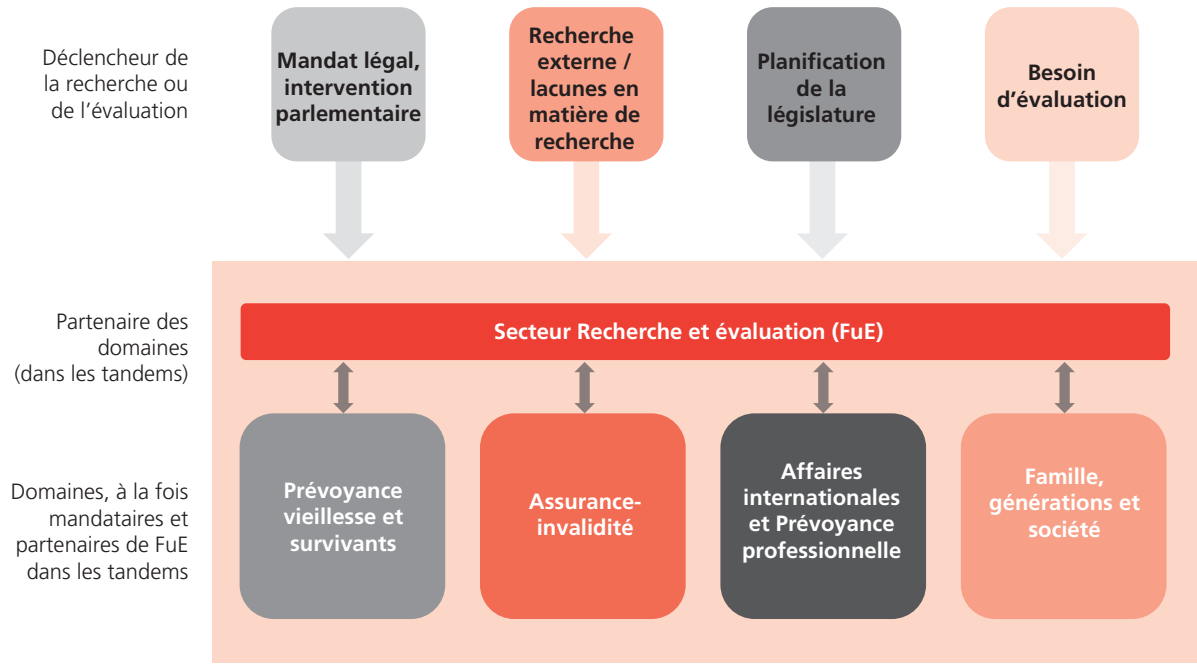 Déclencheur de
la recherche ou
de l'évaluation
Mandat légal,
intervention
parlementaire
Recherche
externe /
lacunes en
matière de
recherche
Planification
de la
législature
Besoin
d'évaluation
Partenaire des
domaines
(dans les tandems)
Secteur Recherche et évaluation (FuE)
Domaines, à la fois
mandataires et
partenaires de FuE
dans les tandems
Prévoyance
vieillesse et
survivants
Assurance-
invalidité
Affaires
internationales
et Prévoyance
professionnelle
Famille,
générations et
société